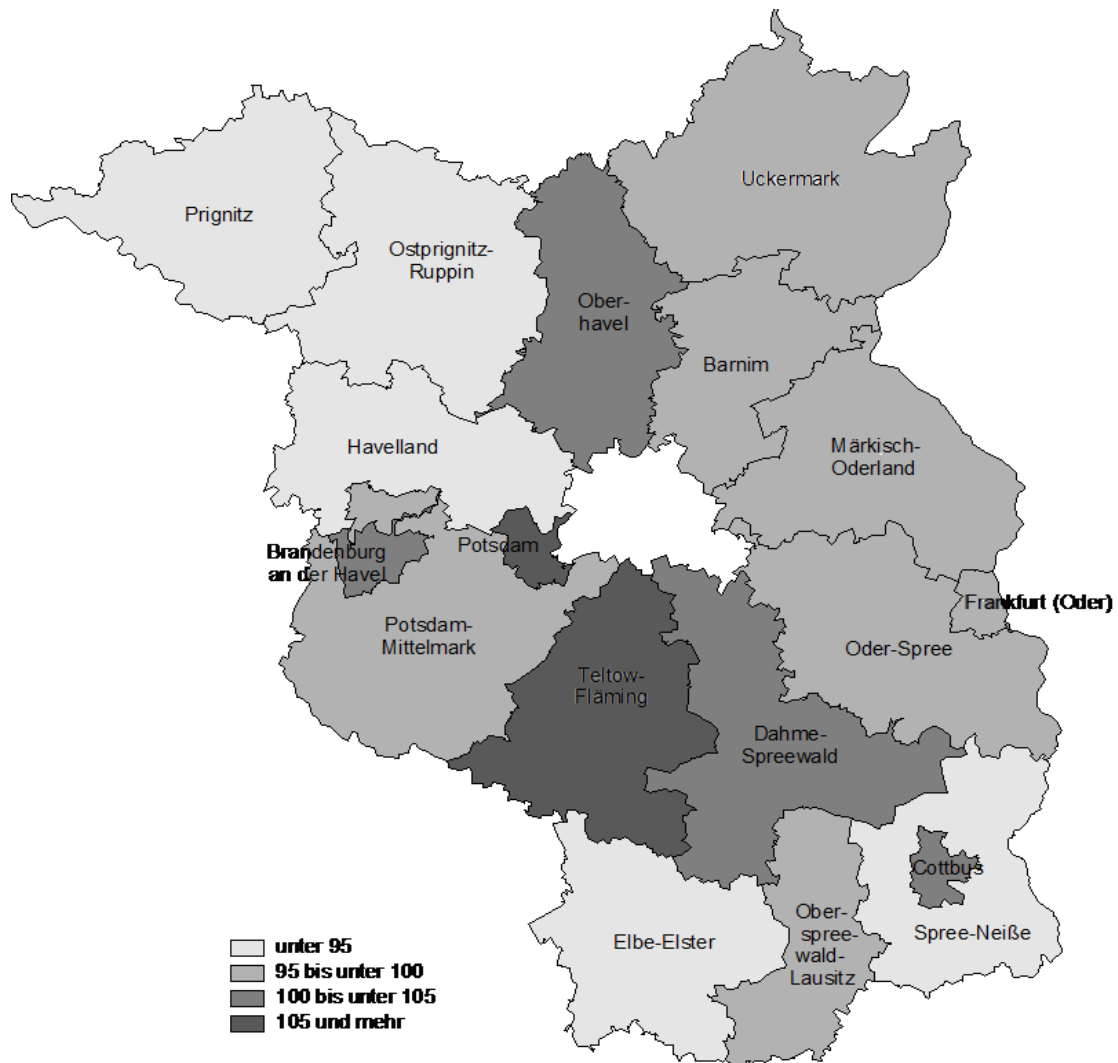 Uckermark
Prignitz
Ostprignitz-
Ruppin
Ober-
havel
Barnim
Havelland
Märkisch-
Oderland
Brandenburg
an der Havel
Potsdam
Frankfurt (Oder)
Potsdam-
Mittelmark
Oder-Spree
Teltow-
Fläming
Dahme-
Spreewald
Cottbus
Elbe-Elster
Ober-
spree-
wald-
Lausitz
Spree-Neiße
unter 95
95 bis unter 100
100 bis unter 105
105 und mehr